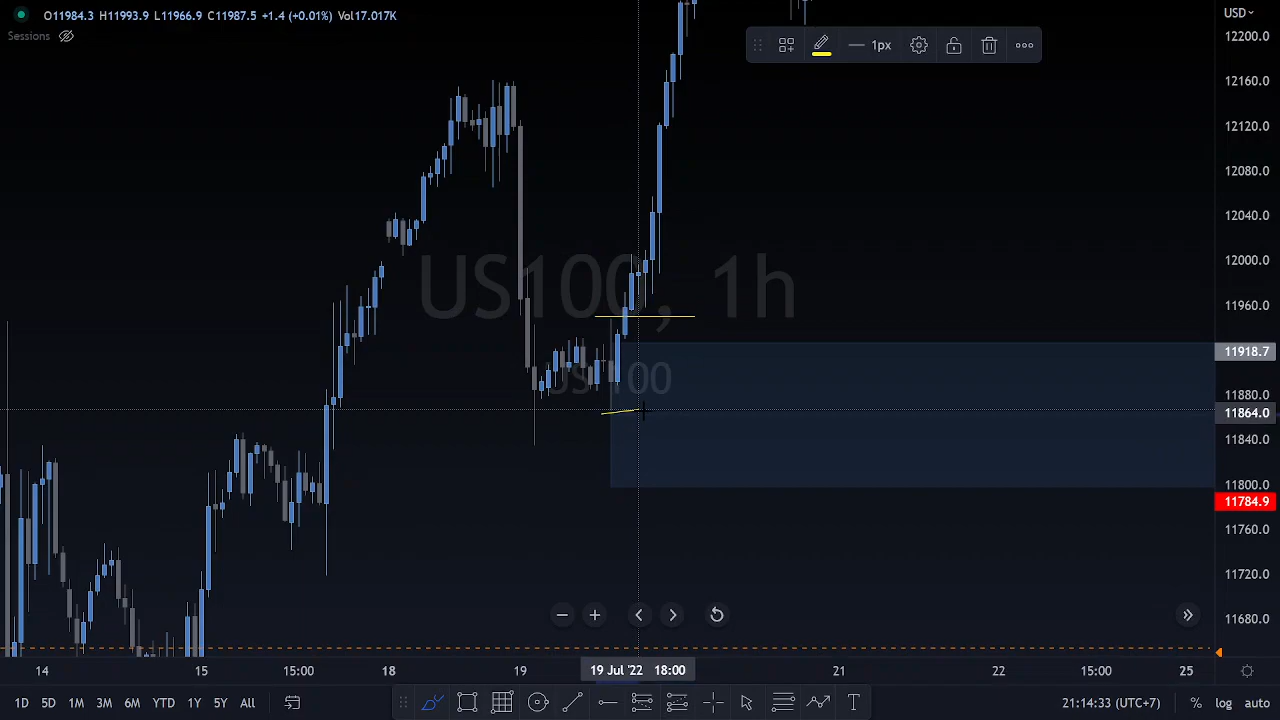 O11984.3 H11993.9 L11966.9 C11987.5 +1.4 (+0.01%) Vol17.017K
Sessions
USD
1px
12200.0
12160.0
12120.0
12080.0
12040.0
12000.0
11960.0
11918.7
11880.0
11864.0
11840.0
11800.0
11784.9
11760.0
11720.0
11680.0
US100, 1h
US 100
14 15 15:00 18 19 19 Jul '22 18:00 21 22 15:00 25
1D 5D 1M 3M 6M YTD 1Y 5Y All
T
21:14:33 (UTC+7) % log auto